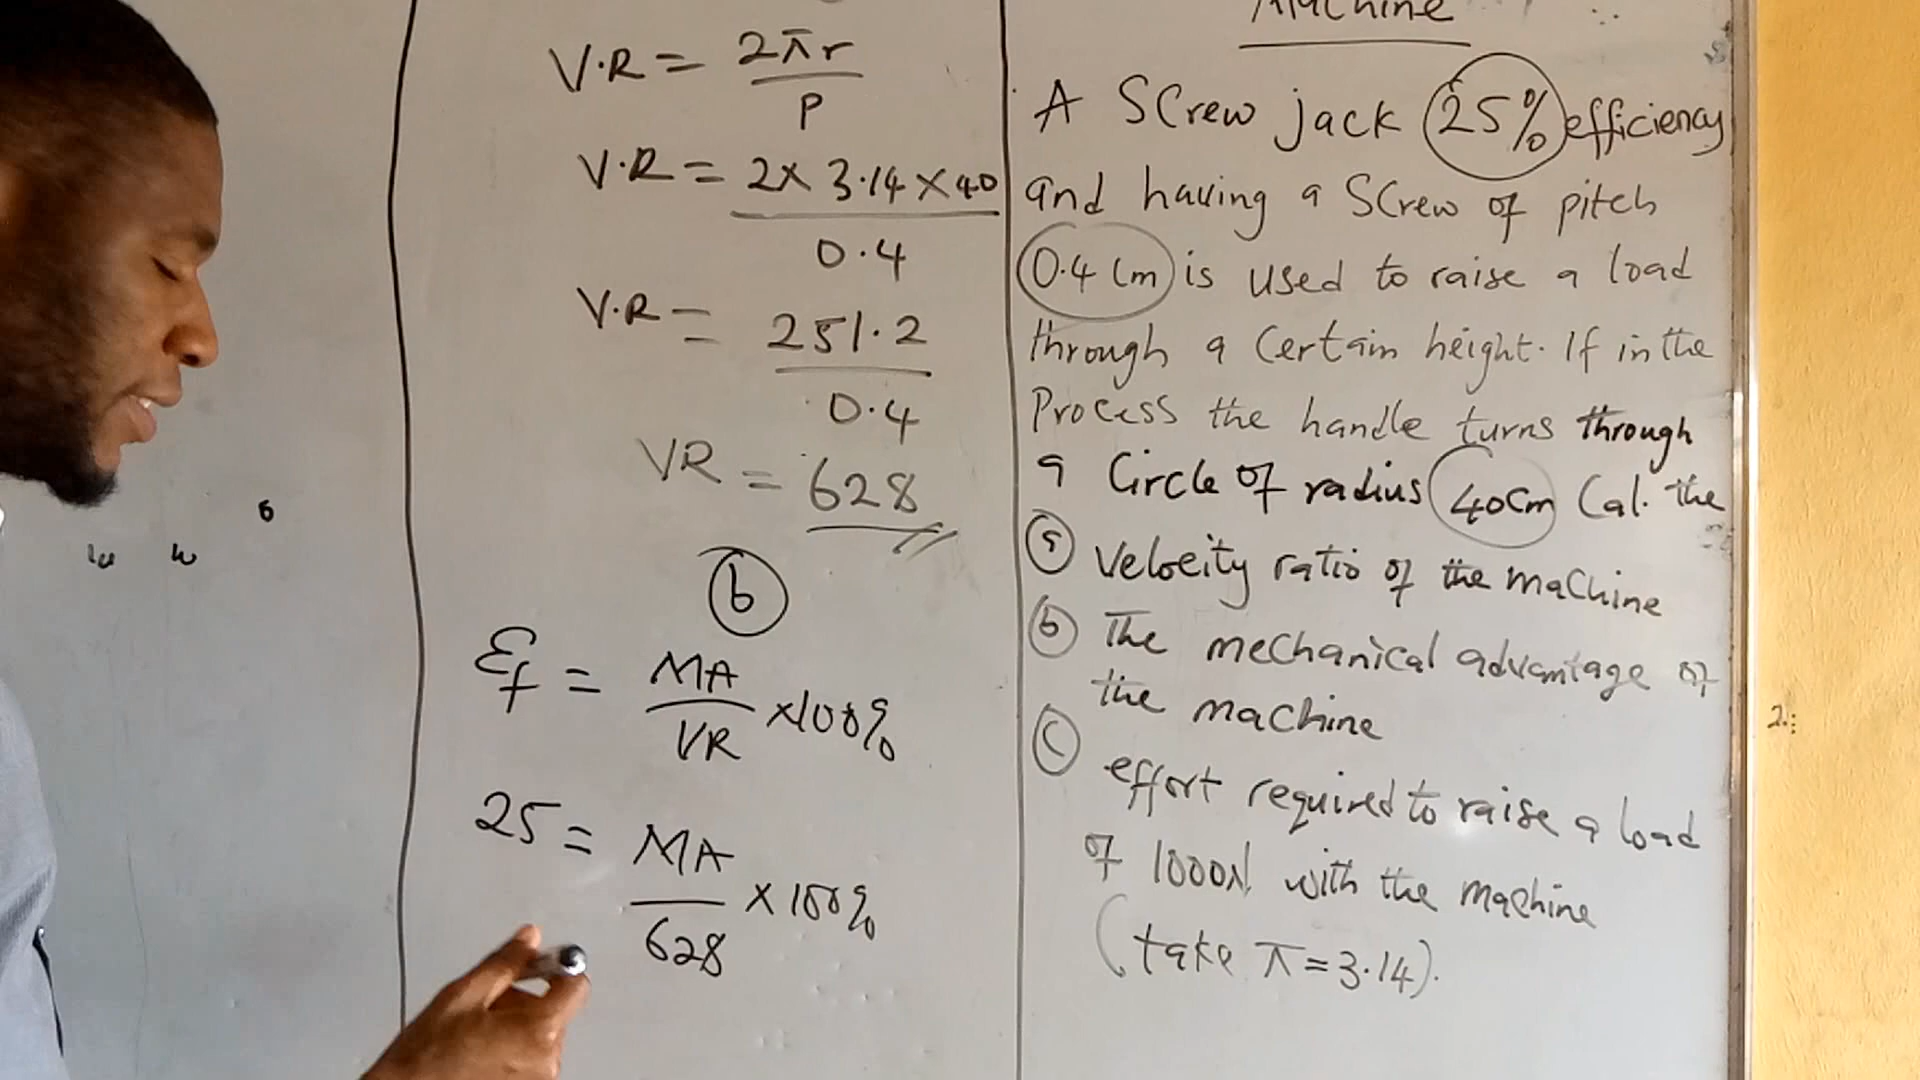 V.R = 2πr
P
V.R = 2 x 3.14 x 40
0.4
V.R = 251.2
0.4
VR = 628
b
Ef = MA
VR x100%
25 = MA
628 x 100%
Machine
A Screw jack 25% efficiency
and having a Screw of pitch
0.4 cm is used to raise a load
through a Certain height. If in the
Process the handle turns through
a Circle of radius 40cm Cal. the
a Velocity ratio of the machine
b The mechanical advantage of
the machine
c effort required to raise a load
of 1000N with the machine
(take π = 3.14).